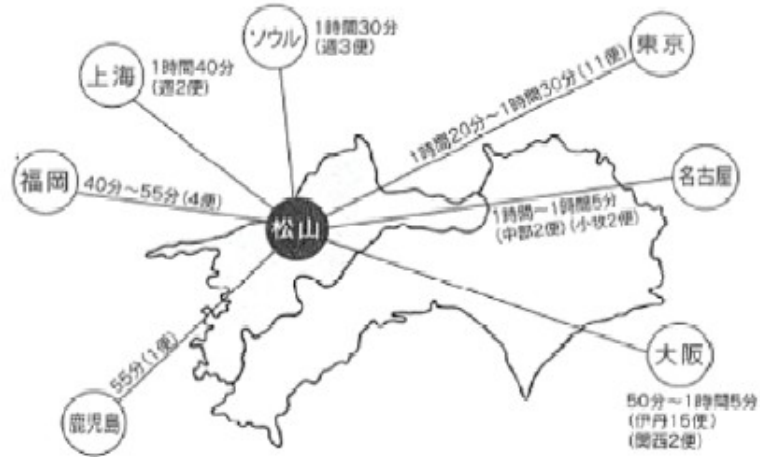 ソウル
1時間30分
(週3便)
上海
1時間40分
(週2便)
東京
1時間20分～1時間30分(11便)
福岡
40分～55分(4便)
名古屋
1時間～1時間5分
(中部2便)(小牧2便)
松山
大阪
50分～1時間5分
(伊丹15便)
(関西2便)
55分(1便)
鹿児島